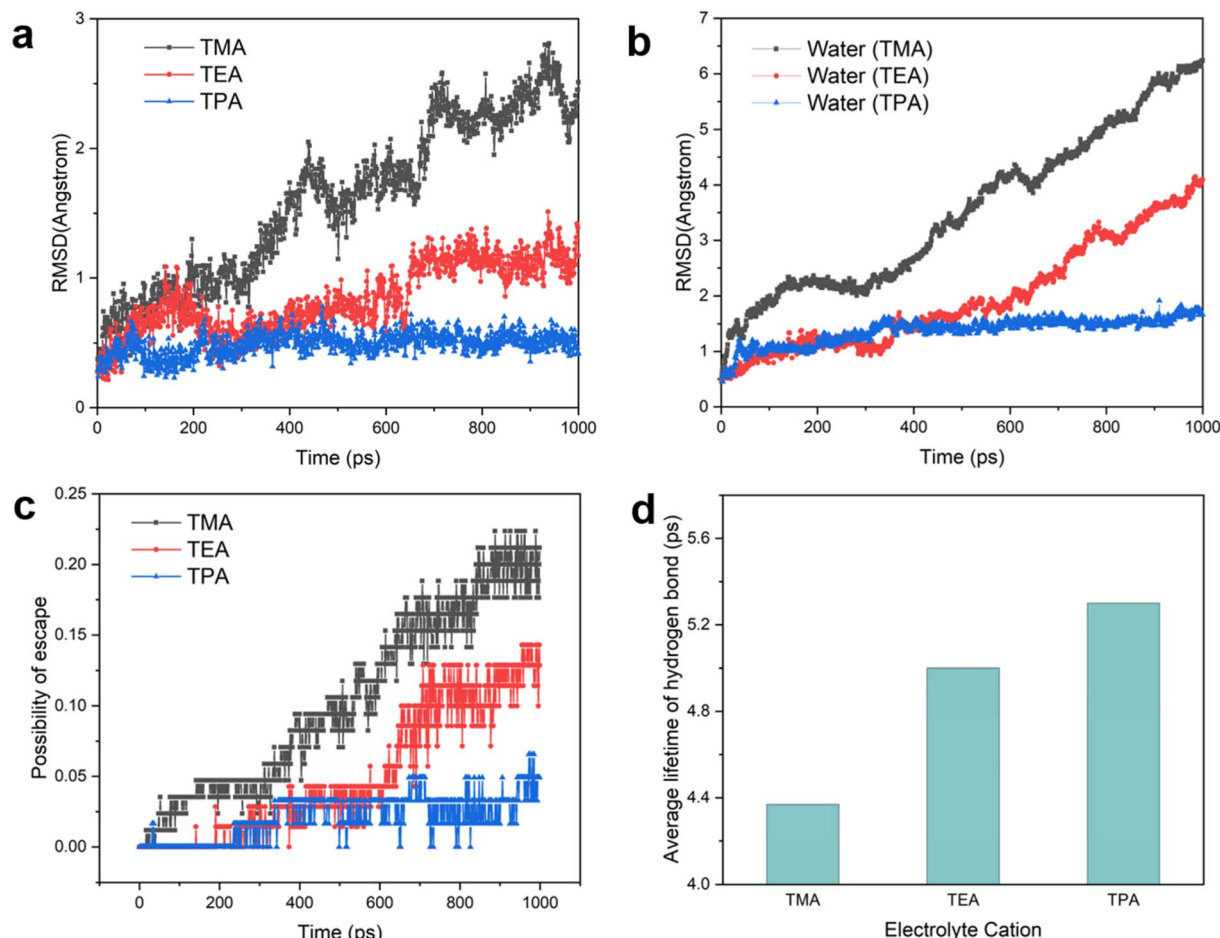 a
TMA
TEA
TPA
3
2
1
0
RMSD(Angstrom)
0 200 400 600 800 1000
Time (ps)
b
Water (TMA)
Water (TEA)
Water (TPA)
7
6
5
4
3
2
1
0
RMSD(Angstrom)
0 200 400 600 800 1000
Time (ps)
c
TMA
TEA
TPA
0.25
0.20
0.15
0.10
0.05
0.00
Possibility of escape
0 200 400 600 800 1000
Time (ps)
d
5.6
5.2
4.8
4.4
4.0
Average lifetime of hydrogen bond (ps)
TMA TEA TPA
Electrolyte Cation